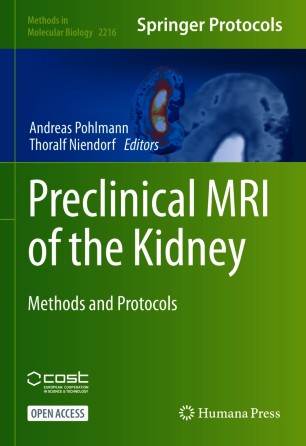 Methods in
Molecular Biology 2216
Springer Protocols
Andreas Pohlmann
Thoralf Niendorf Editors
Preclinical MRI
of the Kidney
Methods and Protocols
cost
EUROPEAN COOPERATION
IN SCIENCE & TECHNOLOGY
OPEN ACCESS
Humana Press